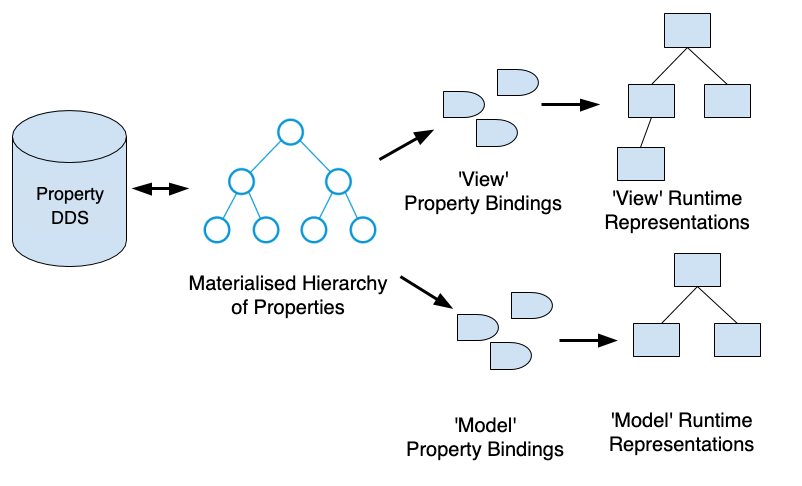 Property
DDS
Materialised Hierarchy
of Properties
'View'
Property Bindings
'View' Runtime
Representations
'Model'
Property Bindings
'Model' Runtime
Representations